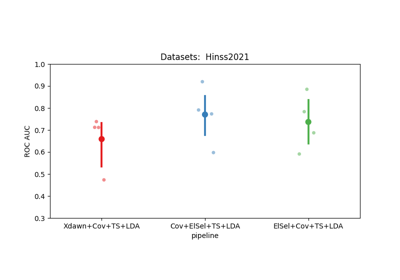 Datasets:  Hinss2021
1.0
0.9
0.8
0.7
0.6
0.5
0.4
0.3
ROC AUC
Xdawn+Cov+TS+LDA
Cov+ElSel+TS+LDA
ElSel+Cov+TS+LDA
pipeline